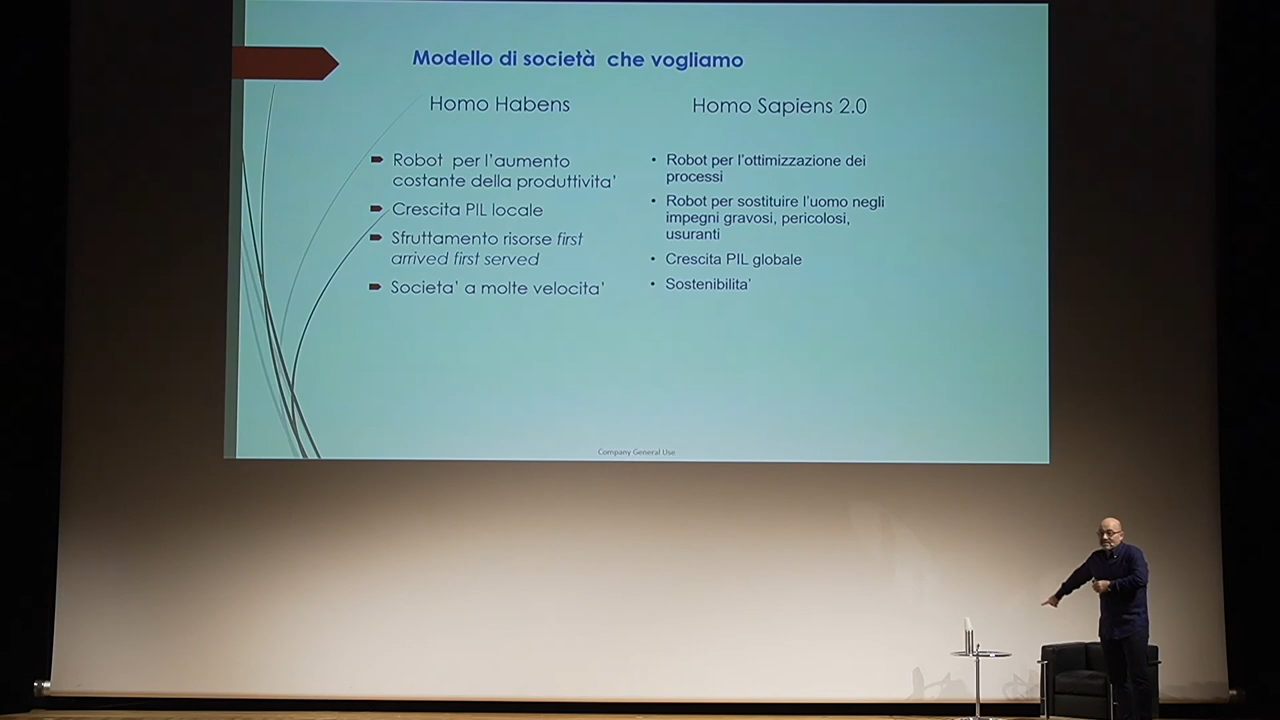 Modello di società che vogliamo
Homo Habens
Robot per l'aumento
costante della produttivita'
Crescita PIL locale
Sfruttamento risorse first
arrived first served
Societa' a molte velocita'
Homo Sapiens 2.0
Robot per l'ottimizzazione dei
processi
Robot per sostituire l'uomo negli
impegni gravosi, pericolosi,
usuranti
Crescita PIL globale
Sostenibilita'
Company General Use